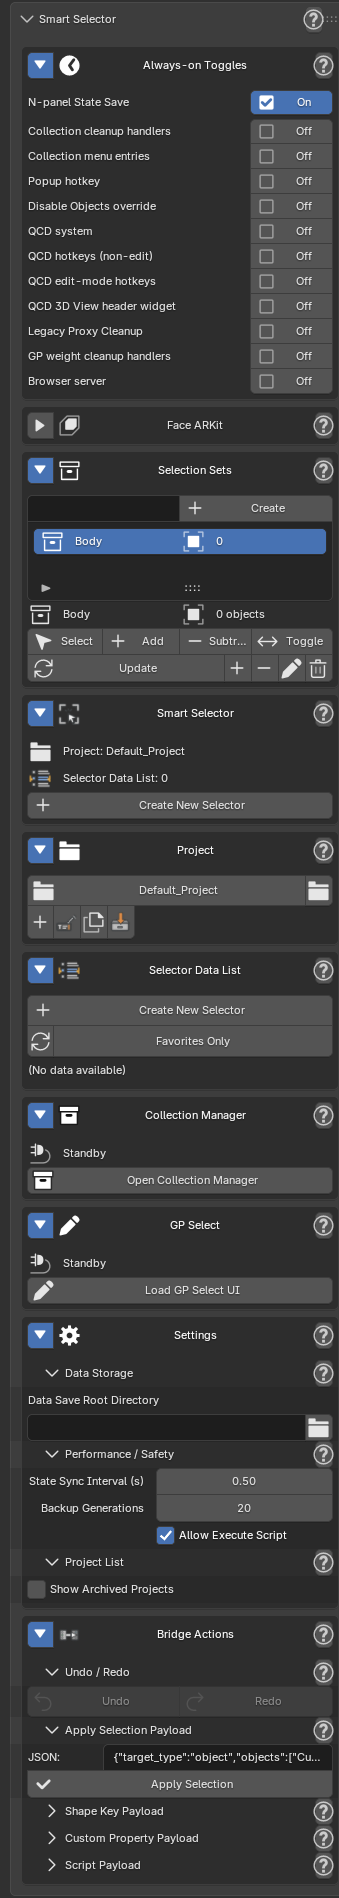 Smart Selector
Always-on Toggles
N-panel State Save On
Collection cleanup handlers Off
Collection menu entries Off
Popup hotkey Off
Disable Objects override Off
QCD system Off
QCD hotkeys (non-edit) Off
QCD edit-mode hotkeys Off
QCD 3D View header widget Off
Legacy Proxy Cleanup Off
GP weight cleanup handlers Off
Browser server Off
Face ARKit
Selection Sets
Create
Body 0
Body 0 objects
Select Add Subtr... Toggle
Update
Smart Selector
Project: Default_Project
Selector Data List: 0
Create New Selector
Project
Default_Project
Selector Data List
Create New Selector
Favorites Only
(No data available)
Collection Manager
Standby
Open Collection Manager
GP Select
Standby
Load GP Select UI
Settings
Data Storage
Data Save Root Directory
Performance / Safety
State Sync Interval (s) 0.50
Backup Generations 20
Allow Execute Script
Project List
Show Archived Projects
Bridge Actions
Undo / Redo
Undo Redo
Apply Selection Payload
JSON: {"target_type":"object","objects":["Cu...
Apply Selection
Shape Key Payload
Custom Property Payload
Script Payload